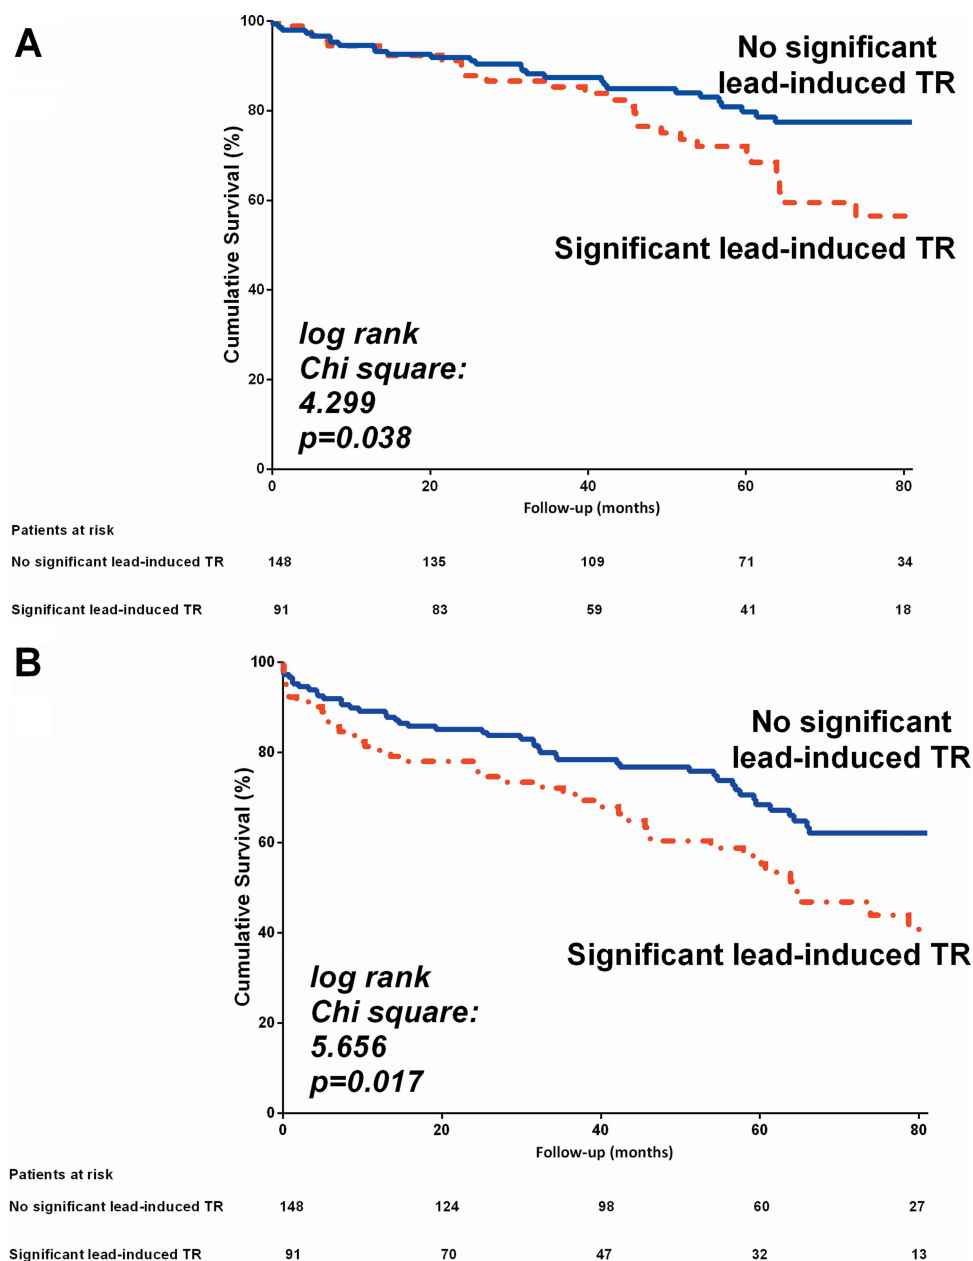 A
100
80
60
40
20
0
Cumulative Survival (%)
No significant
lead-induced TR
Significant lead-induced TR
log rank
Chi square:
4.299
p=0.038
0 20 40 60 80
Follow-up (months)
Patients at risk
No significant lead-induced TR 148 135 109 71 34
Significant lead-induced TR 91 83 59 41 18
B
100
80
60
40
20
0
Cumulative Survival (%)
No significant
lead-induced TR
Significant lead-induced TR
log rank
Chi square:
5.656
p=0.017
0 20 40 60 80
Follow-up (months)
Patients at risk
No significant lead-induced TR 148 124 98 60 27
Significant lead-induced TR 91 70 47 32 13